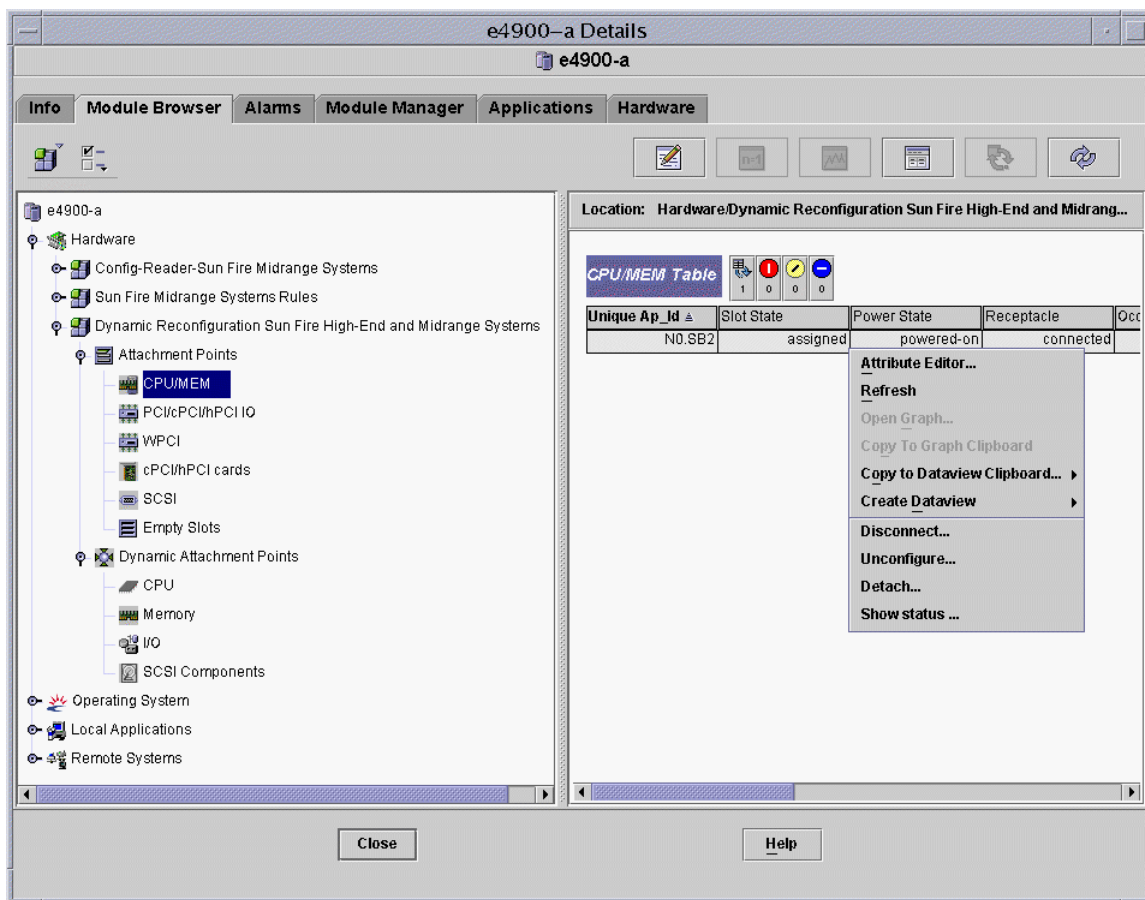 e4900–a Details
e4900-a
Info Module Browser Alarms Module Manager Applications Hardware
n=1
e4900-a
Hardware
Config-Reader-Sun Fire Midrange Systems
Sun Fire Midrange Systems Rules
Dynamic Reconfiguration Sun Fire High-End and Midrange Systems
Attachment Points
CPU/MEM
PCI/cPCI/hPCI IO
WPCI
cPCI/hPCI cards
SCSI
Empty Slots
Dynamic Attachment Points
CPU
Memory
I/O
SCSI Components
Operating System
Local Applications
Remote Systems
Location: Hardware/Dynamic Reconfiguration Sun Fire High-End and Midrang...
CPU/MEM Table
1 0 0 0
Unique Ap_Id Slot State Power State Receptacle Occ
N0.SB2 assigned powered-on connected
Attribute Editor...
Refresh
Open Graph...
Copy To Graph Clipboard
Copy to Dataview Clipboard...
Create Dataview
Disconnect...
Unconfigure...
Detach...
Show status ...
Close Help